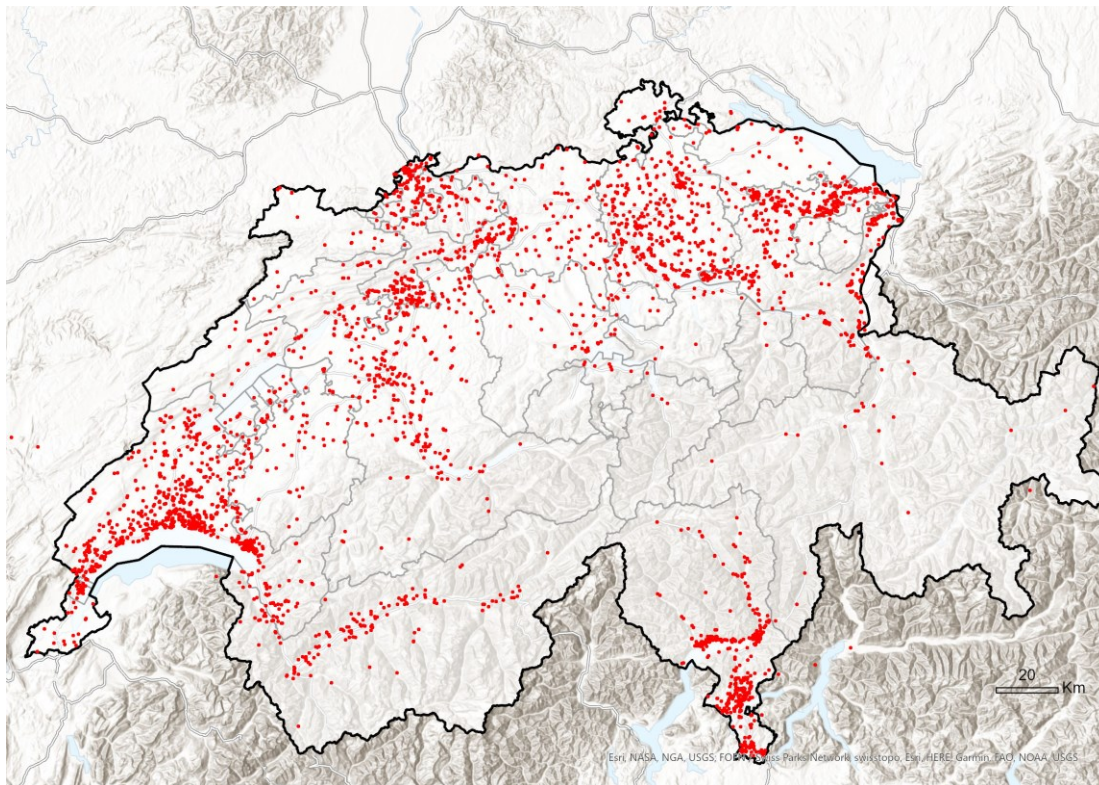 20
Km
Esri, NASA, NGA, USGS; FOEN / Swiss Parks Network, swisstopo, Esri, HERE, Garmin, FAO, NOAA, USGS